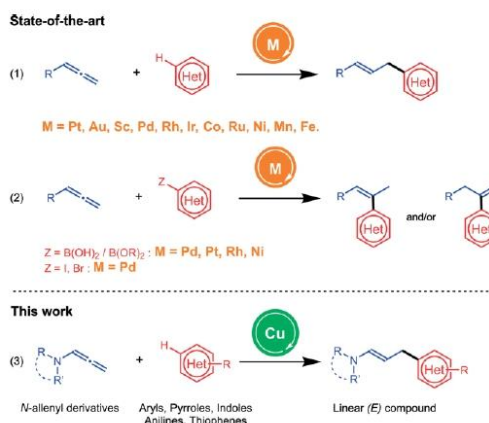 State-of-the-art
(1) R + H Het M R Het
M = Pt, Au, Sc, Pd, Rh, Ir, Co, Ru, Ni, Mn, Fe.
(2) R + Z Het M R Het and/or R Het
Z = B(OH)2 / B(OR)2 : M = Pd, Pt, Rh, Ni
Z = I, Br : M = Pd
This work
(3) R N R' + H Het R Cu R N R' Het R
N-allenyl derivatives Aryls, Pyrroles, Indoles Linear (E) compound
Anilines, Thiophenes